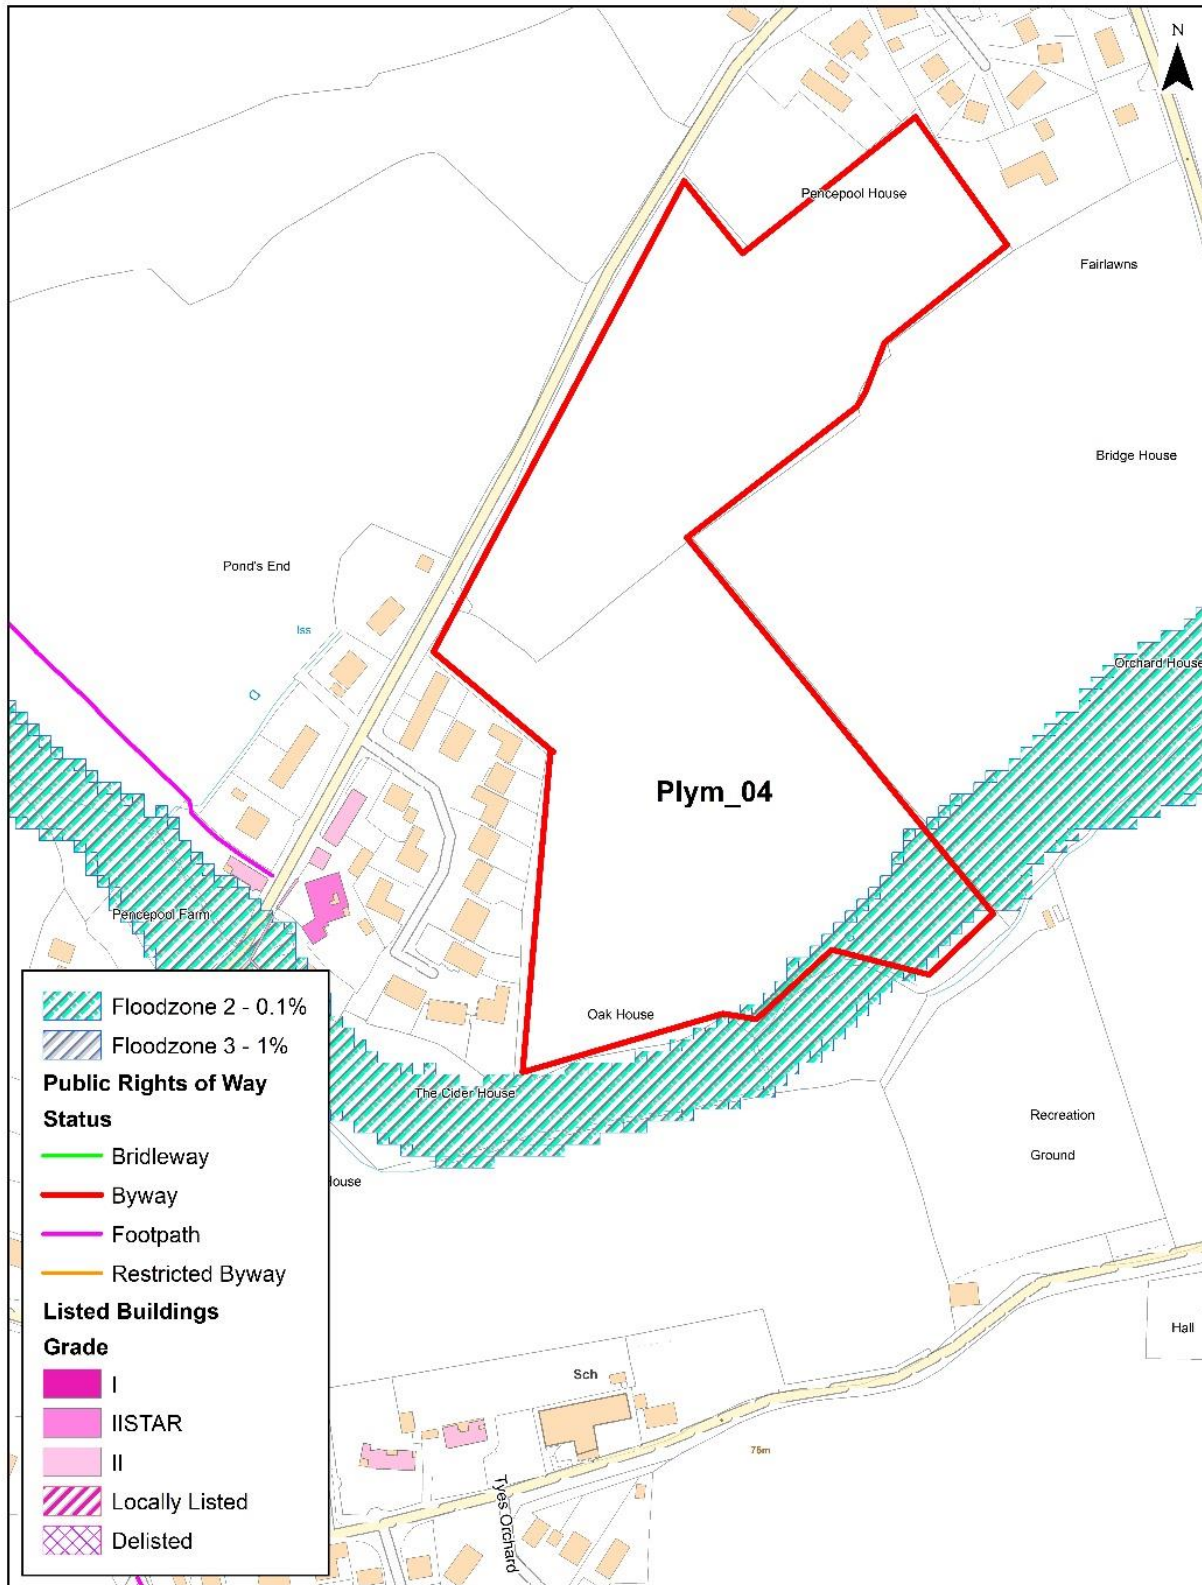 N
Pencepool House
Fairlawns
Bridge House
Pond's End
Iss
Orchard House
Plym_04
Pencepool Farm
Oak House
The Cider House
House
Recreation
Ground
Hall
Sch
75m
Tyes Orchard
Floodzone 2 - 0.1%
Floodzone 3 - 1%
Public Rights of Way
Status
Bridleway
Byway
Footpath
Restricted Byway
Listed Buildings
Grade
I
IISTAR
II
Locally Listed
Delisted